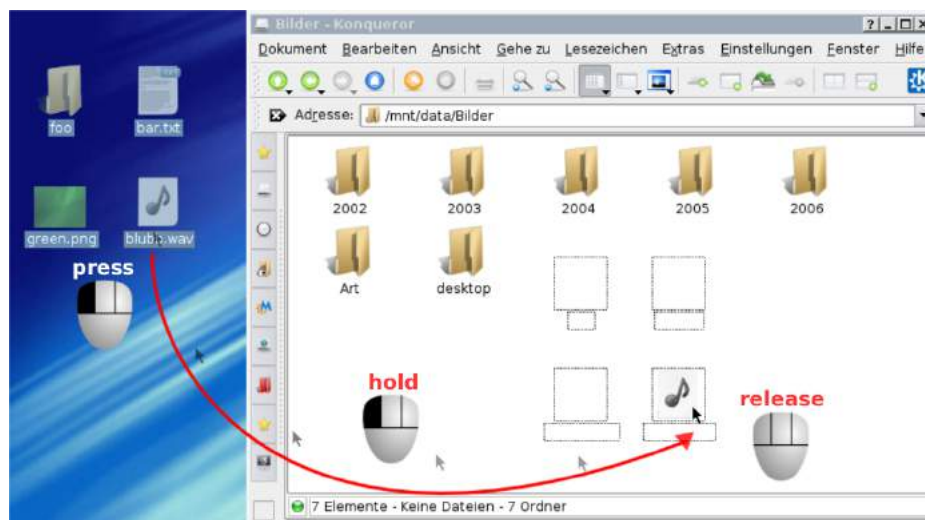 Bilder - Konqueror
Dokument Bearbeiten Ansicht Gehe zu Lesezeichen Extras Einstellungen Fenster Hilfe
Adresse: /mnt/data/Bilder
foo bar.txt
green.png blubb.wav
press
2002 2003 2004 2005 2006
Art desktop
hold
release
7 Elemente - Keine Dateien - 7 Ordner